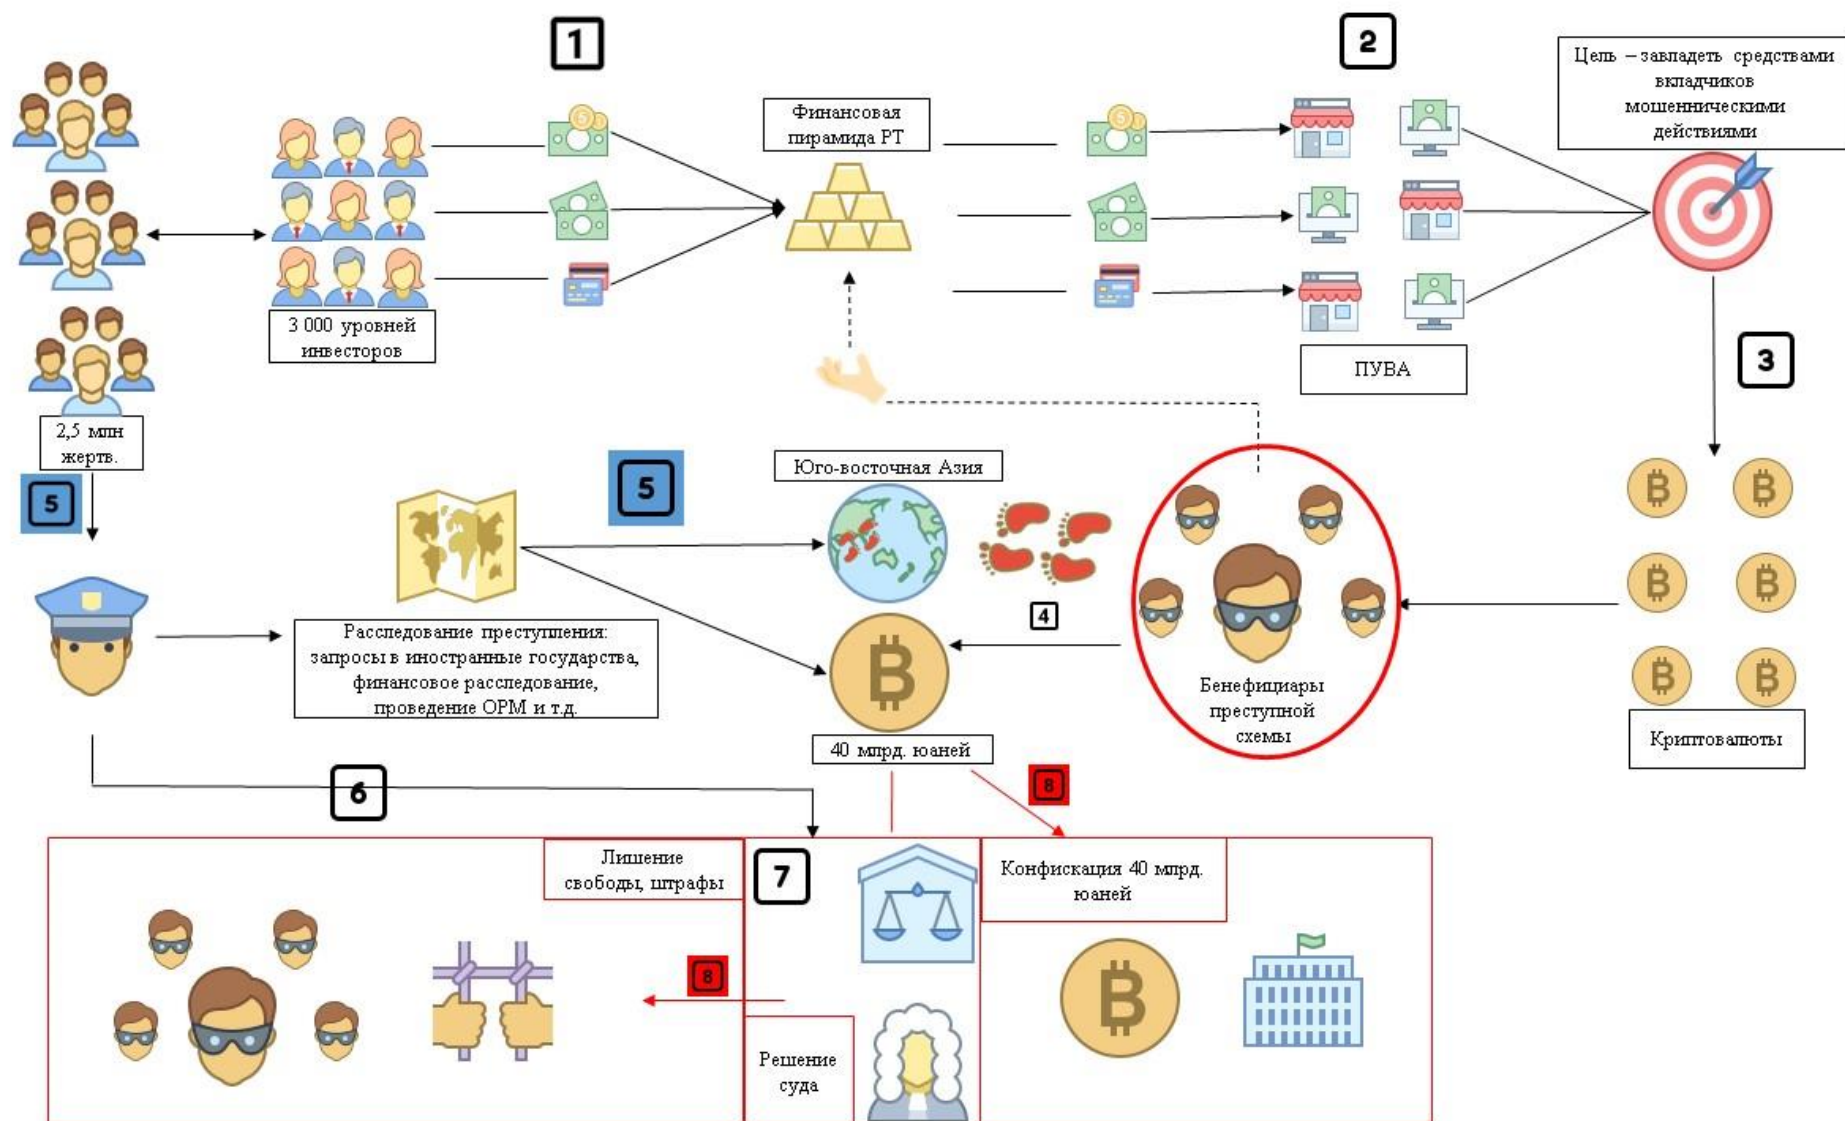 1
2
Цель – завладеть средствами
вкладчиков
мошенническими
действиями
Финансовая
пирамида РТ
3 000 уровней
инвесторов
ПУВА
3
2,5 млн
жертв.
5
5
Юго-восточная Азия
4
Расследование преступления:
запросы в иностранные государства,
финансовое расследование,
проведение ОРМ и т.д.
Бенефициары
преступной
схемы
Криптовалюты
40 млрд. юаней
6
8
Лишение
свободы, штрафы
7
Конфискация 40 млрд.
юаней
8
Решение
суда